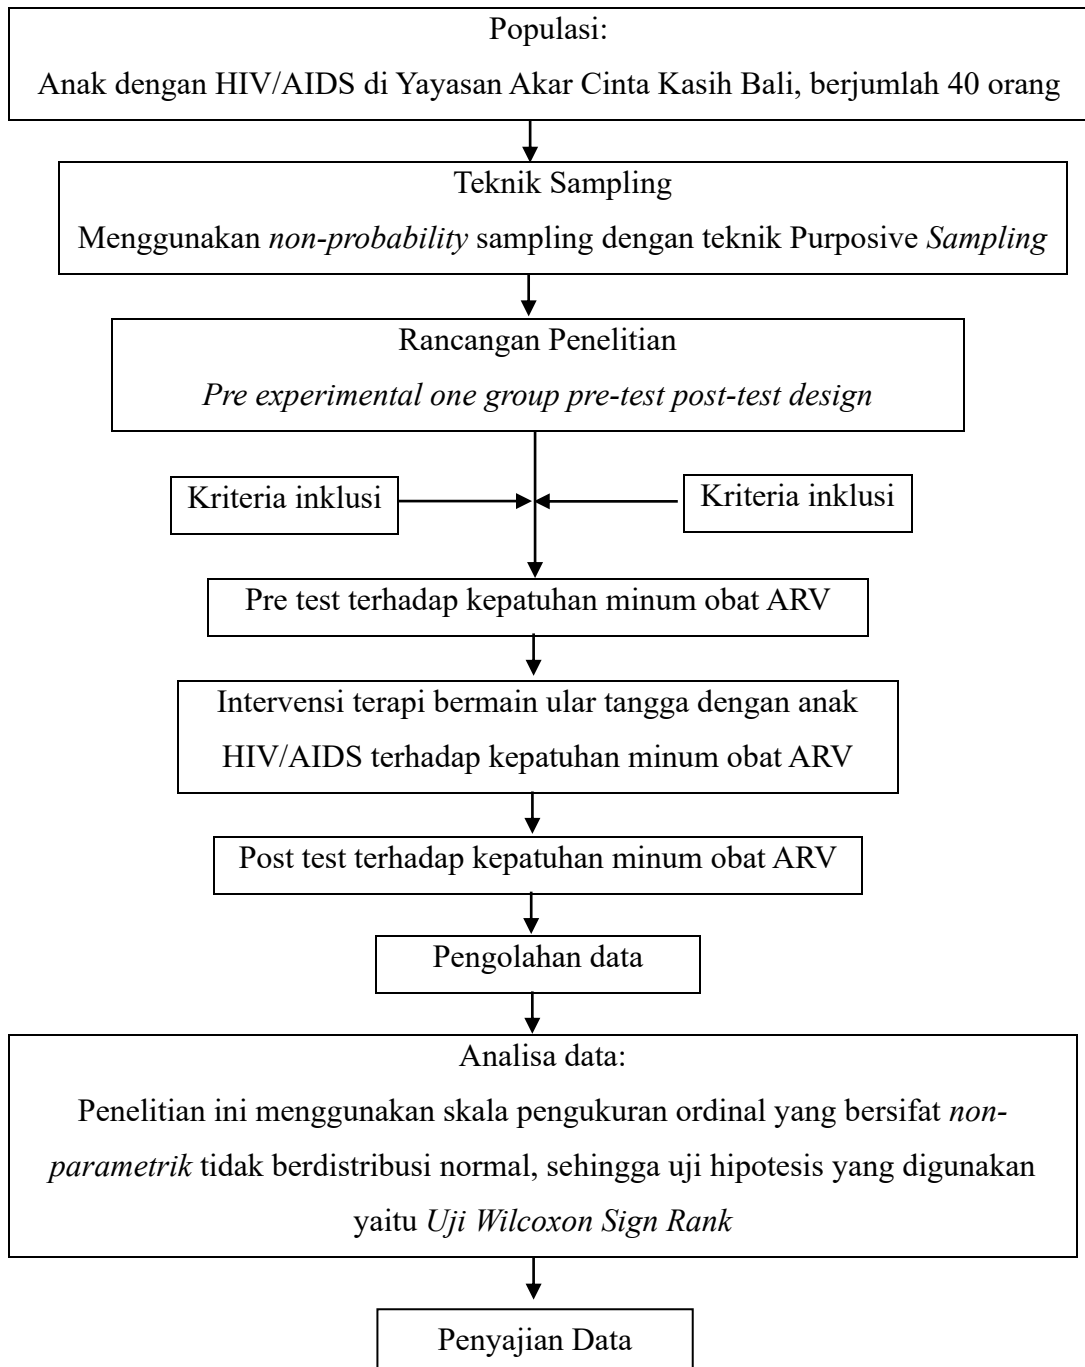 Populasi:
Anak dengan HIV/AIDS di Yayasan Akar Cinta Kasih Bali, berjumlah 40 orang
Teknik Sampling
Menggunakan non-probability sampling dengan teknik Purposive Sampling
Rancangan Penelitian
Pre experimental one group pre-test post-test design
Kriteria inklusi
Kriteria inklusi
Pre test terhadap kepatuhan minum obat ARV
Intervensi terapi bermain ular tangga dengan anak
HIV/AIDS terhadap kepatuhan minum obat ARV
Post test terhadap kepatuhan minum obat ARV
Pengolahan data
Analisa data:
Penelitian ini menggunakan skala pengukuran ordinal yang bersifat non-
parametrik tidak berdistribusi normal, sehingga uji hipotesis yang digunakan
yaitu Uji Wilcoxon Sign Rank
Penyajian Data